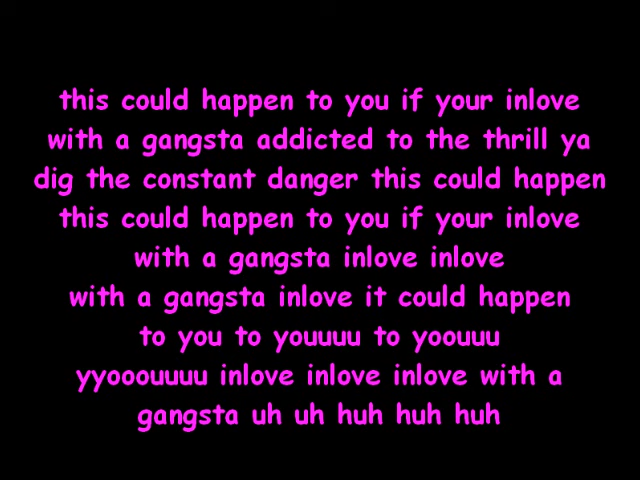 this could happen to you if your inlove
with a gangsta addicted to the thrill ya
dig the constant danger this could happen
this could happen to you if your inlove
with a gangsta inlove inlove
with a gangsta inlove it could happen
to you to youuuu to yoouuu
yyooouuuu inlove inlove inlove with a
gangsta uh uh huh huh huh